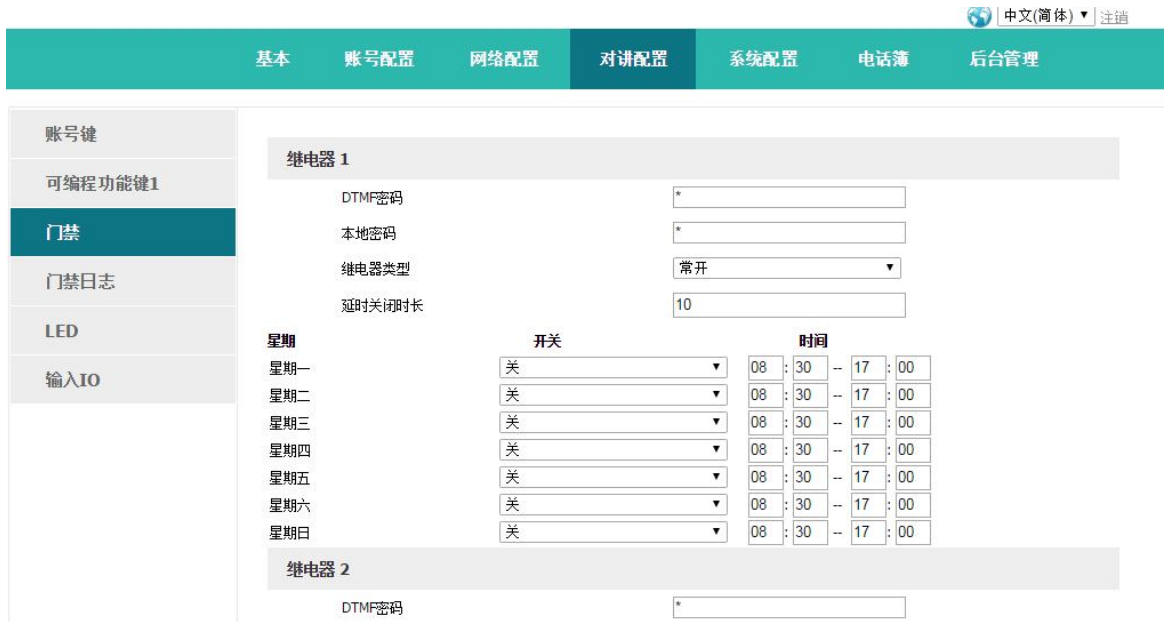 中文(简体) 注销
基本 账号配置 网络配置 对讲配置 系统配置 电话簿 后台管理
账号键
可编程功能键1
门禁
门禁日志
LED
输入IO
继电器 1
DTMF密码 *
本地密码 *
继电器类型 常开
延时关闭时长 10
星期 开关 时间
星期一 关 08 : 30 -- 17 : 00
星期二 关 08 : 30 -- 17 : 00
星期三 关 08 : 30 -- 17 : 00
星期四 关 08 : 30 -- 17 : 00
星期五 关 08 : 30 -- 17 : 00
星期六 关 08 : 30 -- 17 : 00
星期日 关 08 : 30 -- 17 : 00
继电器 2
DTMF密码 *